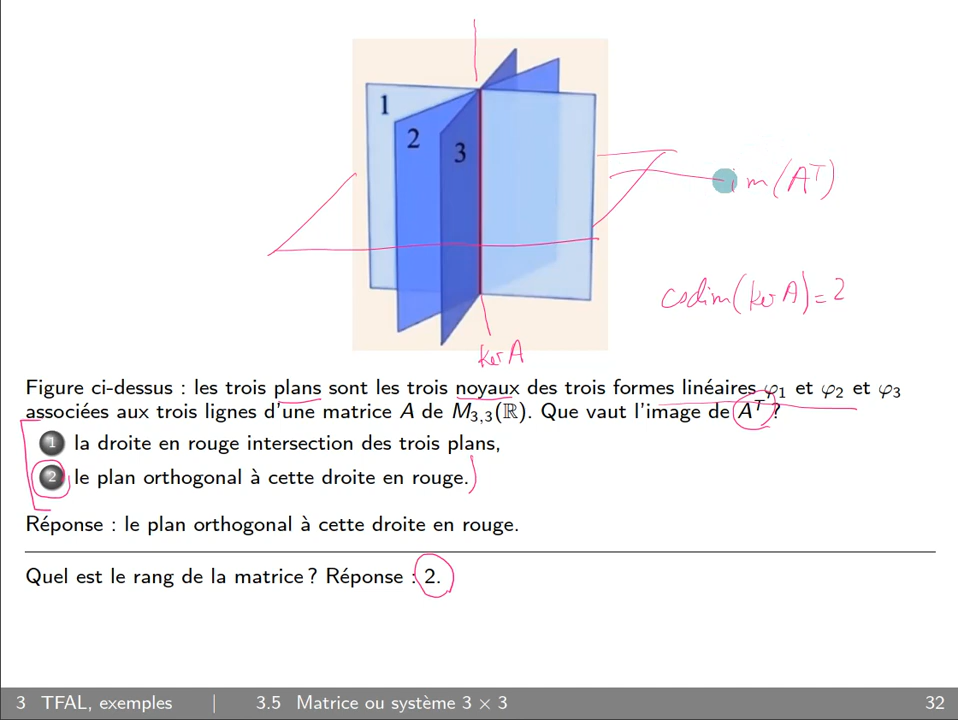 1
2
3
im(Aᵀ)
codim(ker A) = 2
ker A
Figure ci-dessus : les trois plans sont les trois noyaux des trois formes linéaires φ₁ et φ₂ et φ₃
associées aux trois lignes d'une matrice A de M₃,₃(ℝ). Que vaut l'image de Aᵀ ?
1 la droite en rouge intersection des trois plans,
2 le plan orthogonal à cette droite en rouge.
Réponse : le plan orthogonal à cette droite en rouge.
Quel est le rang de la matrice ? Réponse : 2.
3 TFAL, exemples | 3.5 Matrice ou système 3 × 3 32